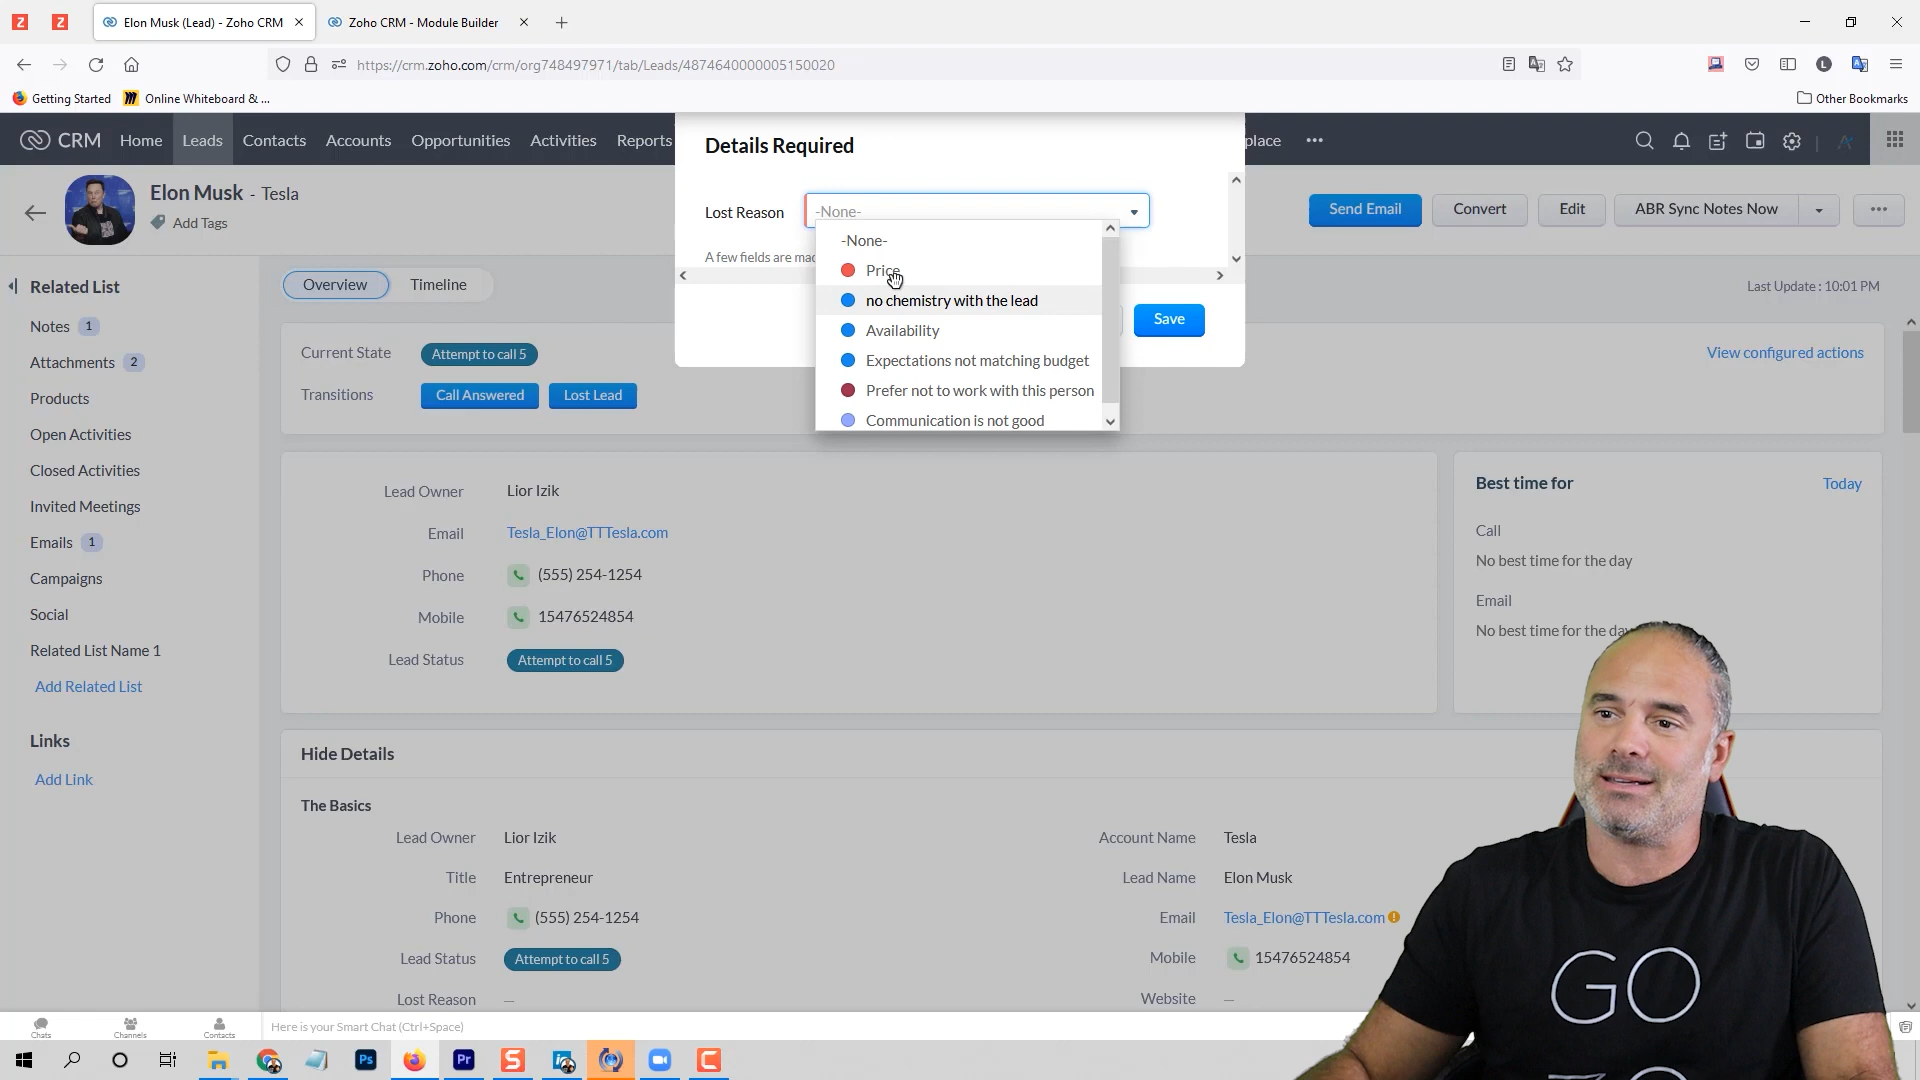 Elon Musk (Lead) - Zoho CRM
Zoho CRM - Module Builder
https://crm.zoho.com/crm/org748497971/tab/Leads/4874640000005150020
Getting Started
Online Whiteboard & ...
Other Bookmarks
CRM
Home
Leads
Contacts
Accounts
Opportunities
Activities
Reports
place
Elon Musk - Tesla
Add Tags
Send Email
Convert
Edit
ABR Sync Notes Now
Details Required
Lost Reason
-None-
A few fields are mad
-None-
Price
no chemistry with the lead
Availability
Expectations not matching budget
Prefer not to work with this person
Communication is not good
Save
Related List
Notes 1
Attachments 2
Products
Open Activities
Closed Activities
Invited Meetings
Emails 1
Campaigns
Social
Related List Name 1
Add Related List
Links
Add Link
Overview
Timeline
Last Update : 10:01 PM
Current State
Attempt to call 5
View configured actions
Transitions
Call Answered
Lost Lead
Lead Owner
Lior Izik
Email
Tesla_Elon@TTTesla.com
Phone
(555) 254-1254
Mobile
15476524854
Lead Status
Attempt to call 5
Best time for
Today
Call
No best time for the day
Email
No best time for the day
Hide Details
The Basics
Lead Owner
Lior Izik
Account Name
Tesla
Title
Entrepreneur
Lead Name
Elon Musk
Phone
(555) 254-1254
Email
Tesla_Elon@TTTesla.com
Lead Status
Attempt to call 5
Mobile
15476524854
Lost Reason
—
Website
—
Chats
Channels
Contacts
Here is your Smart Chat (Ctrl+Space)
GO